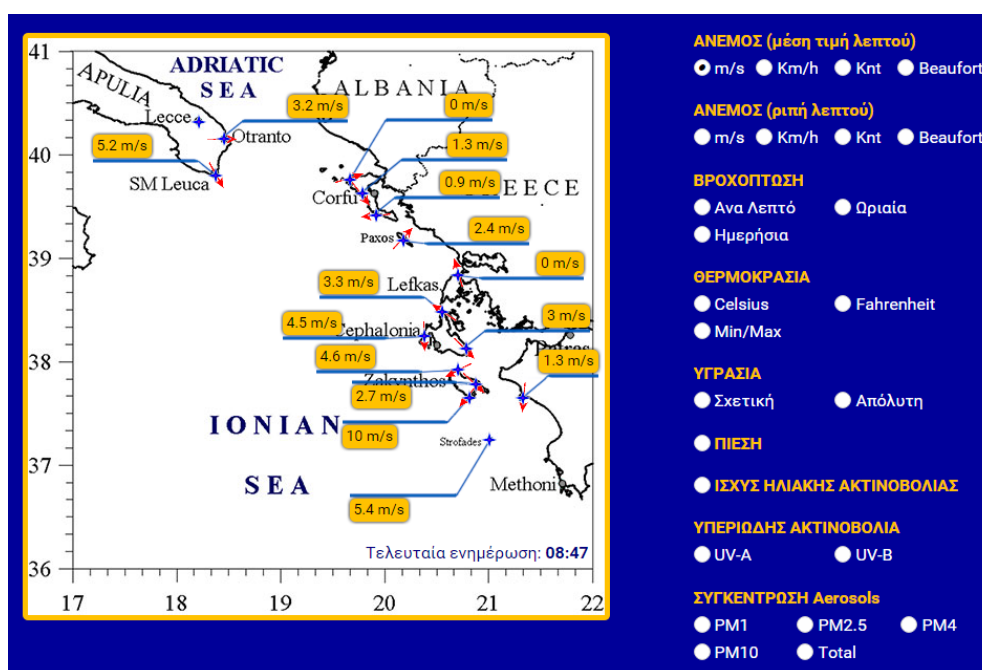 41
40
39
38
37
36
17 18 19 20 21 22
APULIA
ADRIATIC
SEA
ALBANIA
Lecce
Otranto
SM Leuca
Corfu
Paxos
Lefkas
Zakynthos
IONIAN
SEA
Strofades
Methoni
3.2 m/s
0 m/s
5.2 m/s
1.3 m/s
0.9 m/s
2.4 m/s
0 m/s
3.3 m/s
4.5 m/s
3 m/s
4.6 m/s
1.3 m/s
2.7 m/s
10 m/s
5.4 m/s
Τελευταία ενημέρωση: 08:47
ΑΝΕΜΟΣ (μέση τιμή λεπτού)
m/s Km/h Knt Beaufort
ΑΝΕΜΟΣ (ριπή λεπτού)
m/s Km/h Knt Beaufort
ΒΡΟΧΟΠΤΩΣΗ
Ανα Λεπτό Ωριαία
Ημερήσια
ΘΕΡΜΟΚΡΑΣΙΑ
Celsius Fahrenheit
Min/Max
ΥΓΡΑΣΙΑ
Σχετική Απόλυτη
ΠΙΕΣΗ
ΙΣΧΥΣ ΗΛΙΑΚΗΣ ΑΚΤΙΝΟΒΟΛΙΑΣ
ΥΠΕΡΙΩΔΗΣ ΑΚΤΙΝΟΒΟΛΙΑ
UV-A UV-B
ΣΥΓΚΕΝΤΡΩΣΗ Aerosols
PM1 PM2.5 PM4
PM10 Total